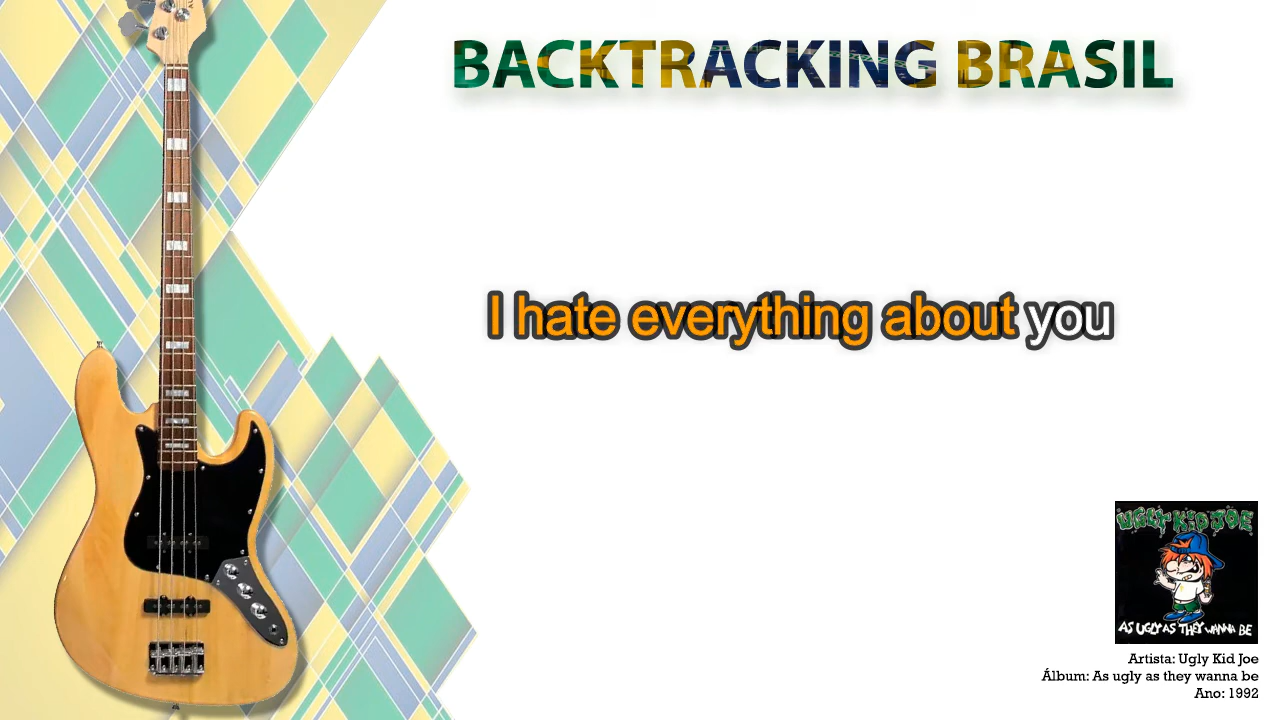 BACKTRACKING BRASIL
I hate everything about you
UGLY KID JOE
AS UGLY AS THEY WANNA BE
Artista: Ugly Kid Joe
Álbum: As ugly as they wanna be
Ano: 1992